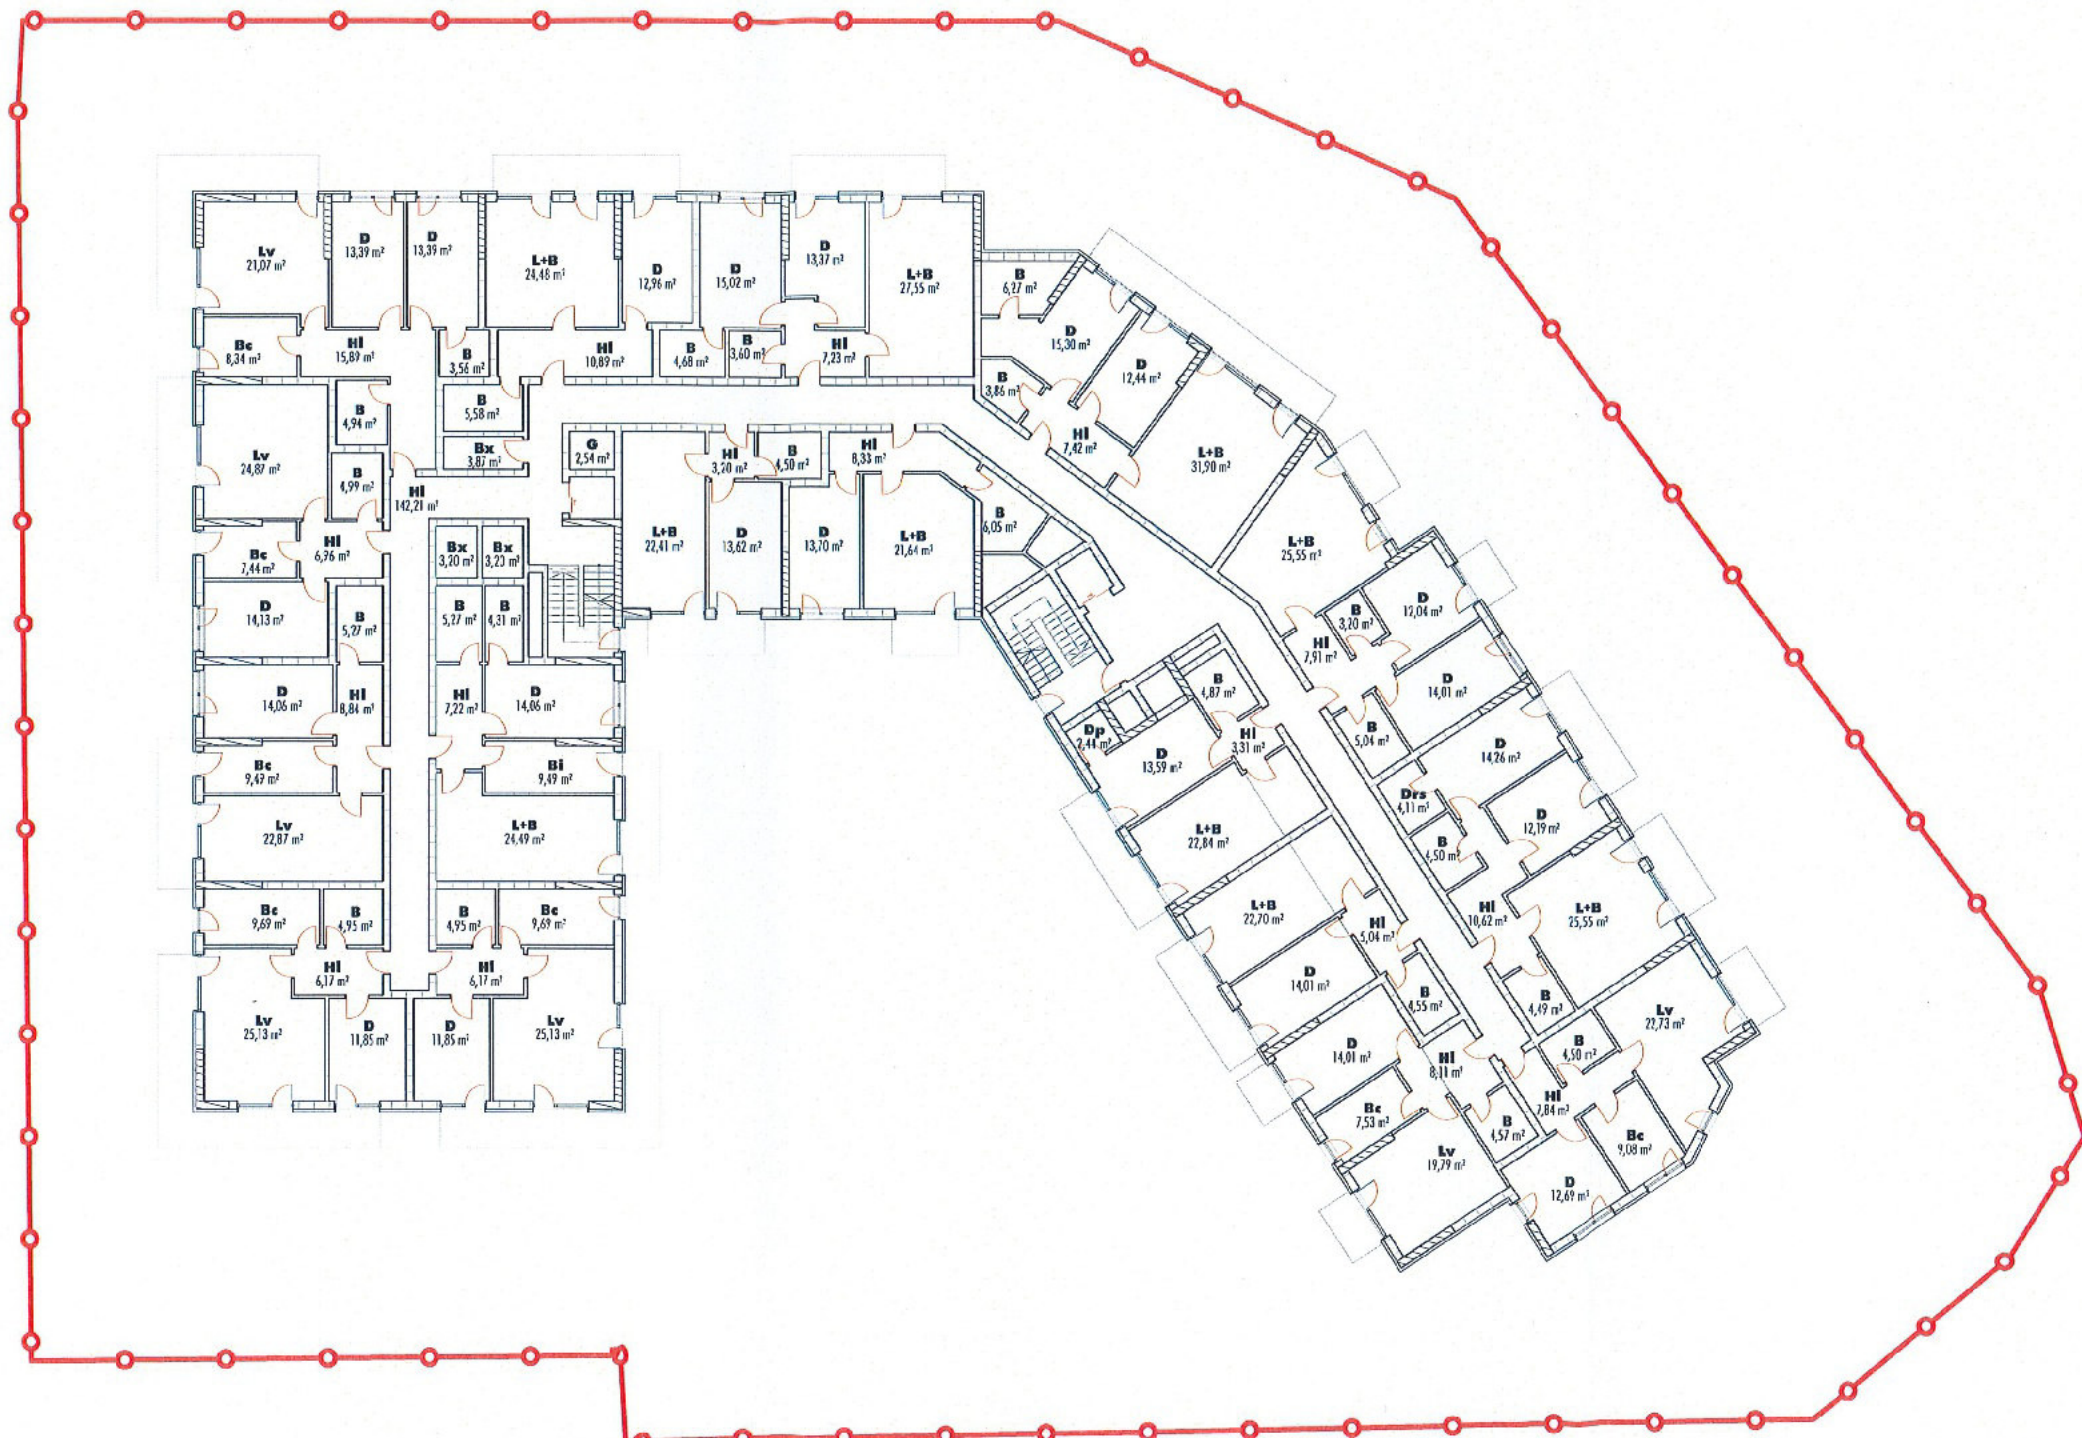 Lv
21,07 m²
D
13,39 m²
D
13,39 m²
L+B
24,48 m²
D
12,96 m²
D
15,02 m²
D
13,37 m²
L+B
27,55 m²
B
6,27 m²
D
15,30 m²
D
12,44 m²
Bc
8,34 m²
Hl
15,89 m²
B
3,56 m²
Hl
10,89 m²
B
4,68 m²
B
3,60 m²
Hl
7,23 m²
B
3,86 m²
B
4,94 m²
B
5,58 m²
Lv
24,87 m²
Bx
3,87 m²
G
2,54 m²
Hl
3,20 m²
B
4,50 m²
Hl
8,33 m²
Hl
7,42 m²
L+B
31,90 m²
B
4,99 m²
Hl
142,21 m²
L+B
22,41 m²
D
13,62 m²
D
13,70 m²
L+B
21,64 m²
B
6,05 m²
L+B
25,55 m²
Bc
7,44 m²
Hl
6,96 m²
Bx
3,20 m²
Bx
3,20 m²
D
14,13 m²
B
5,27 m²
B
5,27 m²
B
4,31 m²
B
3,20 m²
D
12,04 m²
Hl
7,91 m²
D
14,01 m²
D
14,06 m²
Hl
8,84 m²
Hl
7,22 m²
D
14,06 m²
B
4,87 m²
Dp
2,44 m²
Hl
3,31 m²
B
5,04 m²
D
14,26 m²
D
13,59 m²
Bc
9,49 m²
Bi
9,49 m²
Drs
4,11 m²
D
12,19 m²
Lv
22,87 m²
L+B
24,49 m²
L+B
22,84 m²
B
4,50 m²
Bc
9,69 m²
B
4,95 m²
B
4,95 m²
Bc
9,69 m²
L+B
22,70 m²
Hl
5,04 m²
Hl
10,62 m²
L+B
25,55 m²
Hl
6,17 m²
Hl
6,17 m²
D
14,01 m²
B
4,55 m²
B
4,49 m²
Lv
22,73 m²
Lv
25,13 m²
D
11,85 m²
D
11,85 m²
Lv
25,13 m²
D
14,01 m²
Hl
8,11 m²
B
4,50 m²
Hl
7,84 m²
Bc
7,53 m²
B
4,57 m²
Bc
9,08 m²
Lv
19,79 m²
D
12,69 m²